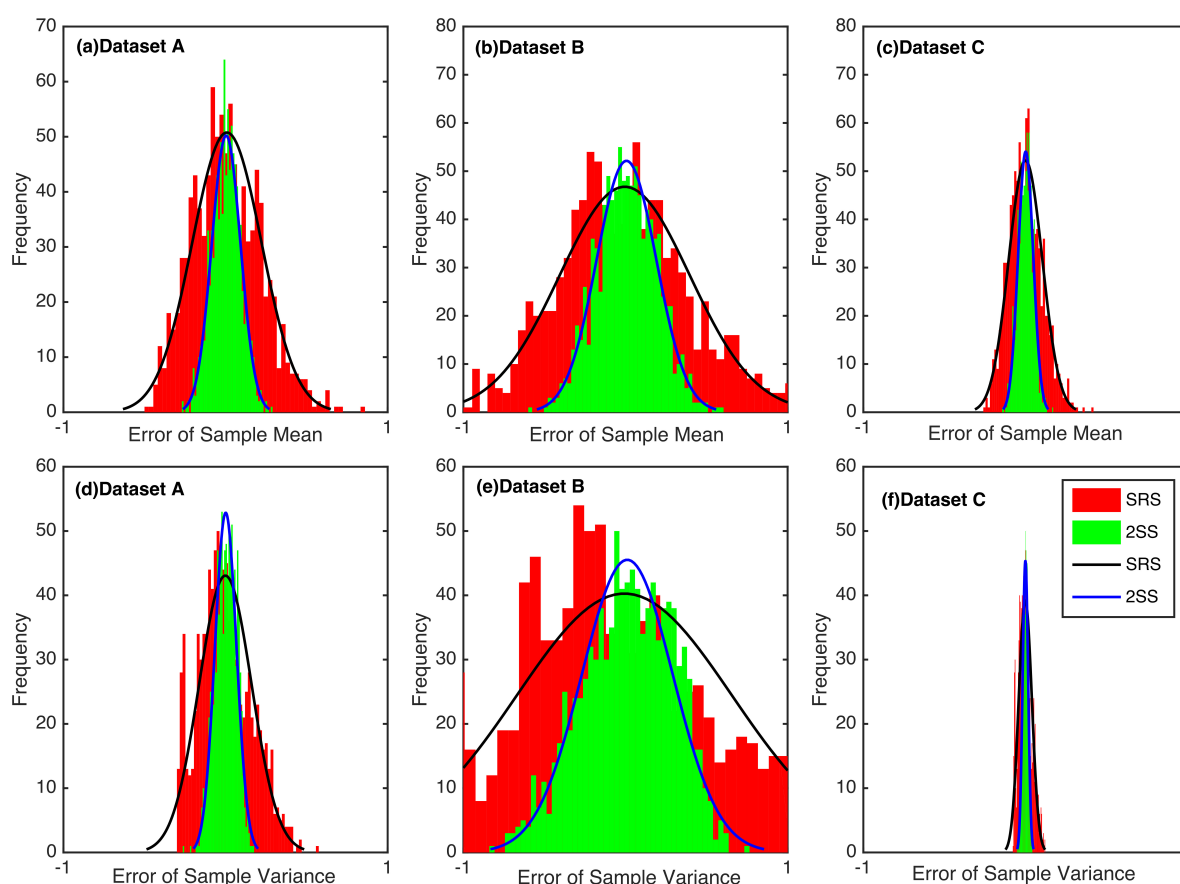 (a)Dataset A
70
60
50
40
30
20
10
0
Frequency
-1
1
Error of Sample Mean
(b)Dataset B
80
70
60
50
40
30
20
10
0
Frequency
-1
1
Error of Sample Mean
(c)Dataset C
80
70
60
50
40
30
20
10
0
Frequency
-1
1
Error of Sample Mean
(d)Dataset A
60
50
40
30
20
10
0
Frequency
-1
1
Error of Sample Variance
(e)Dataset B
60
50
40
30
20
10
0
Frequency
-1
1
Error of Sample Variance
(f)Dataset C
60
50
40
30
20
10
0
Frequency
-1
1
Error of Sample Variance
SRS
2SS
SRS
2SS